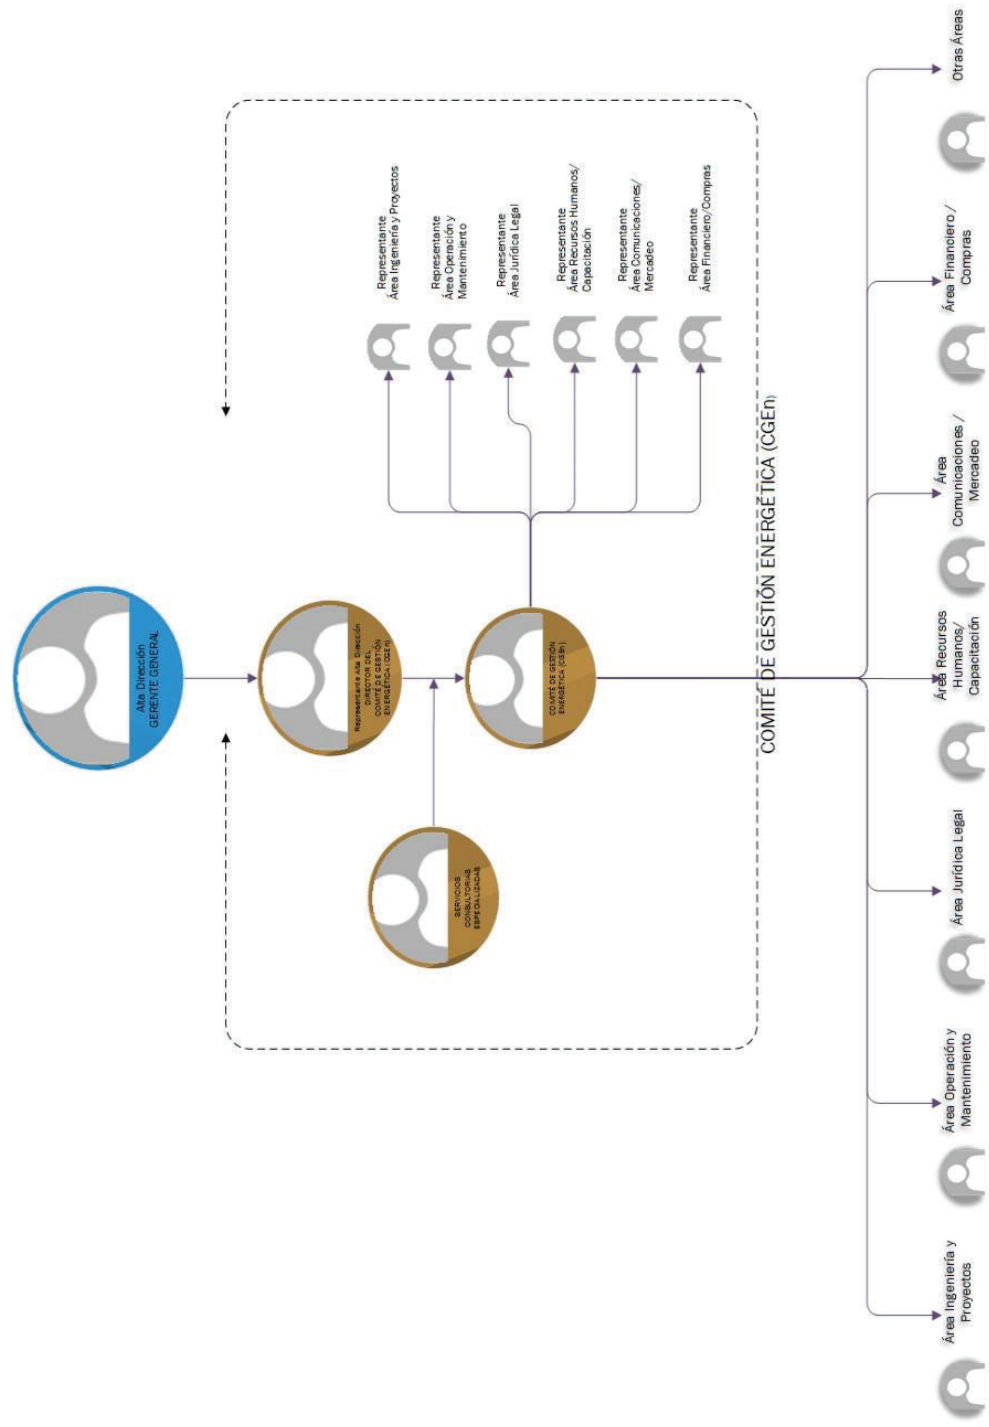 Alta Dirección
GERENTE GENERAL
Representante Alta Dirección
DIRECTOR DEL
COMITÉ DE GESTIÓN
ENERGÉTICA (CGEn)
SERVICIOS
CONSULTORIAS
ESPECIALIZADAS
COMITÉ DE GESTIÓN
ENERGÉTICA (CGEn)
Representante
Área Ingeniería y Proyectos
Representante
Área Operación y
Mantenimiento
Representante
Área Jurídica Legal
Representante
Área Recursos Humanos/
Capacitación
Representante
Área Comunicaciones/
Mercadeo
Representante
Área Financiero/Compras
COMITÉ DE GESTIÓN ENERGÉTICA (CGEn)
Área Ingeniería y
Proyectos
Área Operación y
Mantenimiento
Área Jurídica Legal
Área Recursos
Humanos/
Capacitación
Área
Comunicaciones /
Mercadeo
Área Financiero /
Compras
Otras Áreas